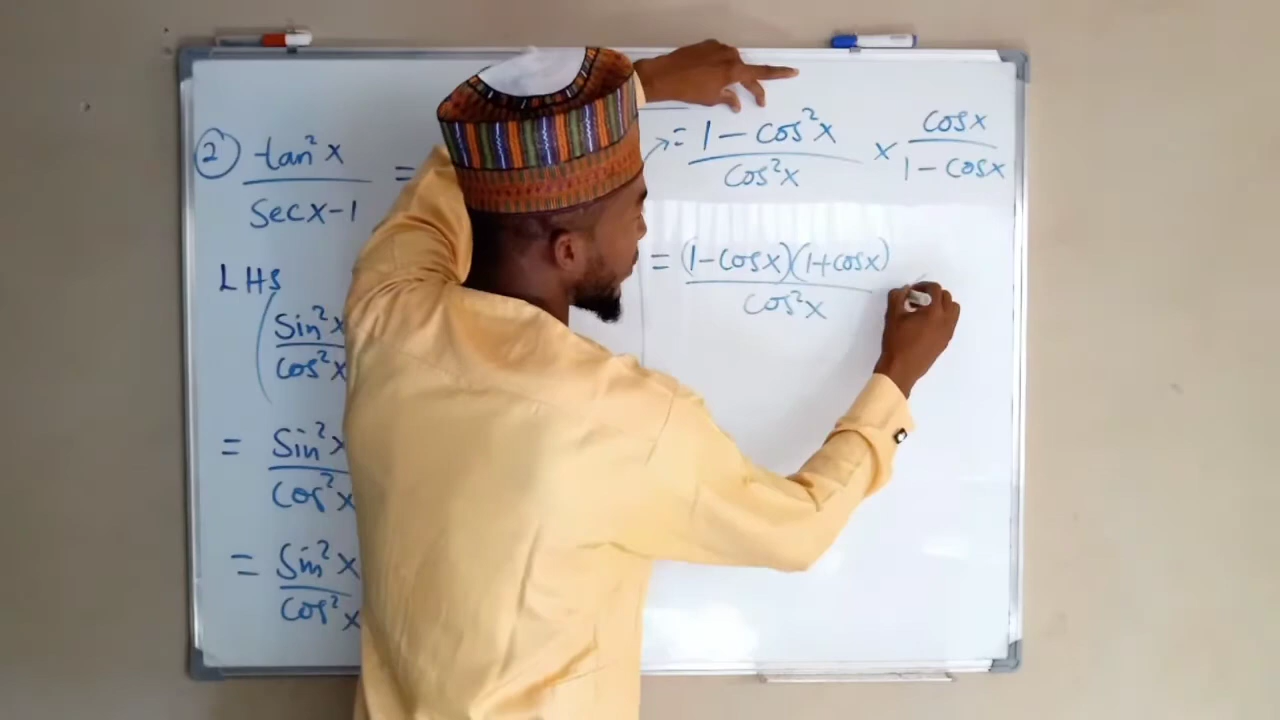 ② tan²x / (secx-1) =
LHS
(sin²x / cos²x
= sin²x / cos²x
= sin²x / cos²x
= (1-cos²x) / cos²x × cosx / (1-cosx)
= (1-cosx)(1+cosx) / cos²x